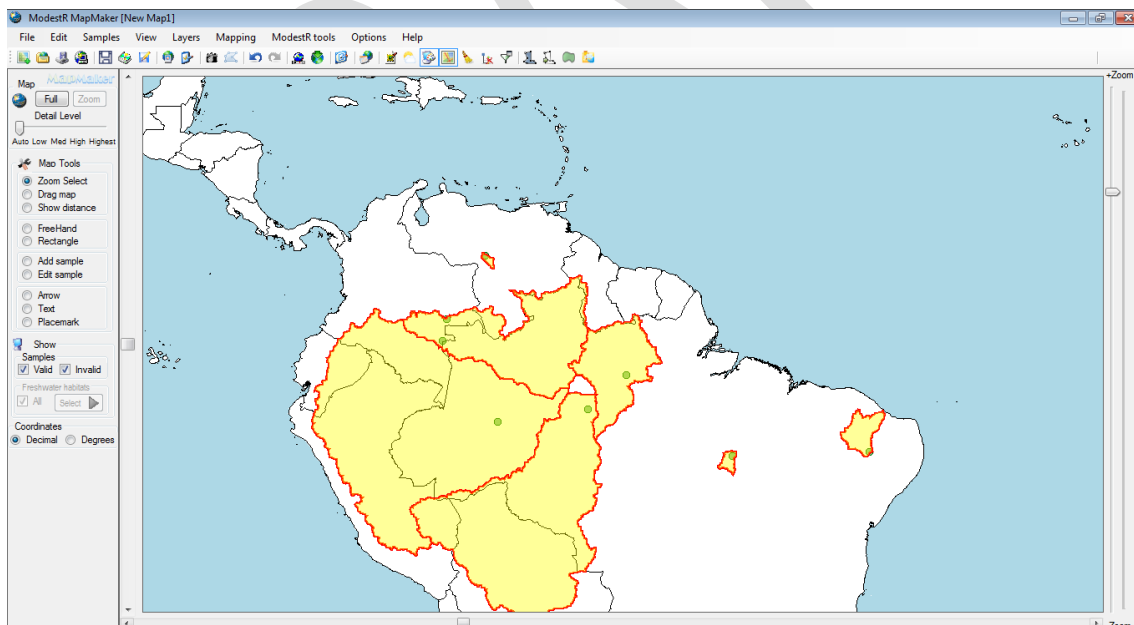 ModestR MapMaker [New Map1]
File Edit Samples View Layers Mapping ModestR tools Options Help
MapMaker
Map
Full Zoom
Detail Level
Auto Low Med High Highest
Map Tools
Zoom Select
Drag map
Show distance
FreeHand
Rectangle
Add sample
Edit sample
Arrow
Text
Placemark
Show
Samples
Valid Invalid
Freshwater habitats
All Select
Coordinates
Decimal Degrees
+Zoom
-Zoom